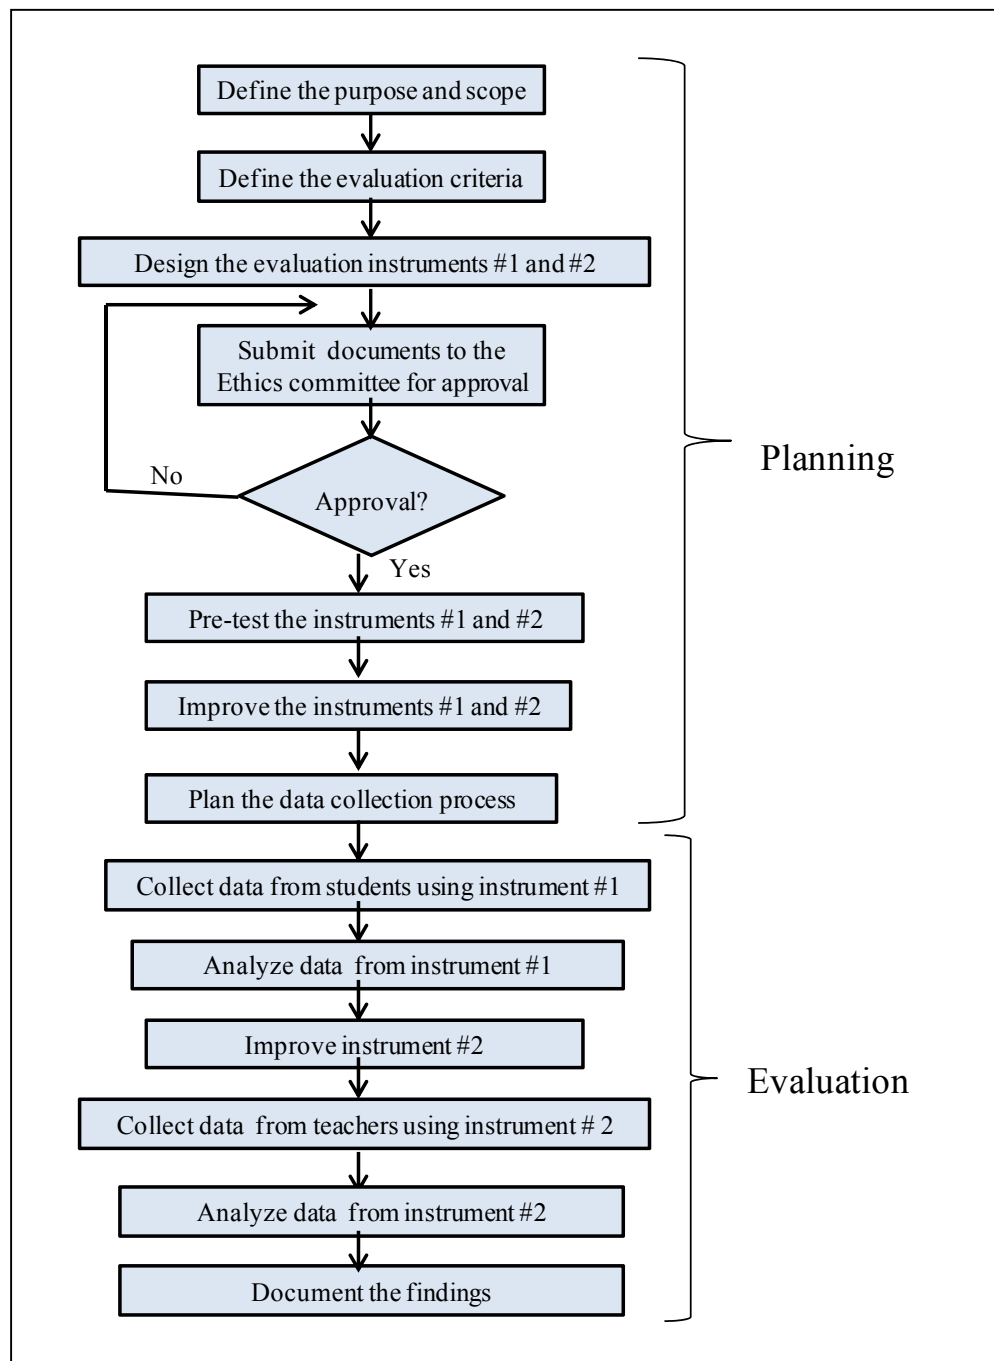 Define the purpose and scope
Define the evaluation criteria
Design the evaluation instruments #1 and #2
Submit documents to the
Ethics committee for approval
No
Approval?
Yes
Planning
Pre-test the instruments #1 and #2
Improve the instruments #1 and #2
Plan the data collection process
Collect data from students using instrument #1
Analyze data from instrument #1
Improve instrument #2
Evaluation
Collect data from teachers using instrument # 2
Analyze data from instrument #2
Document the findings